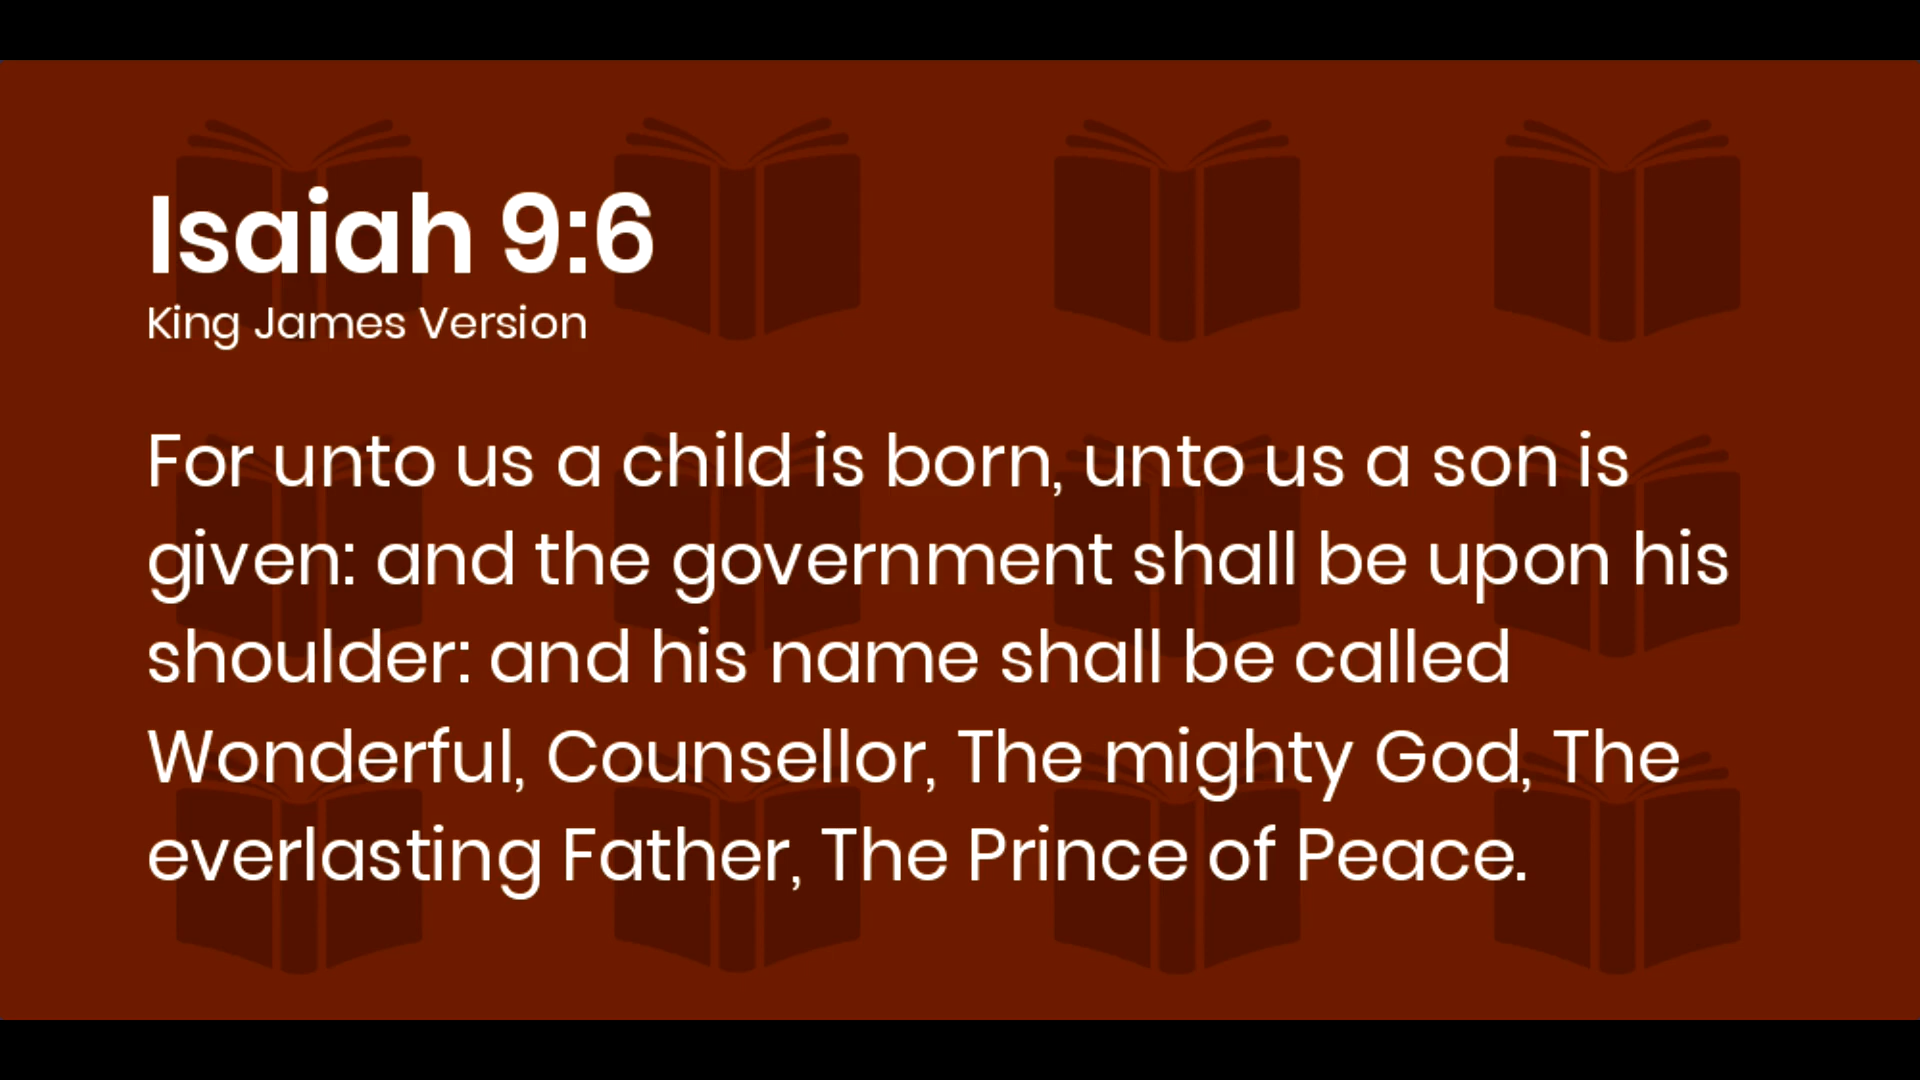 Isaiah 9:6
King James Version
For unto us a child is born, unto us a son is
given: and the government shall be upon his
shoulder: and his name shall be called
Wonderful, Counsellor, The mighty God, The
everlasting Father, The Prince of Peace.